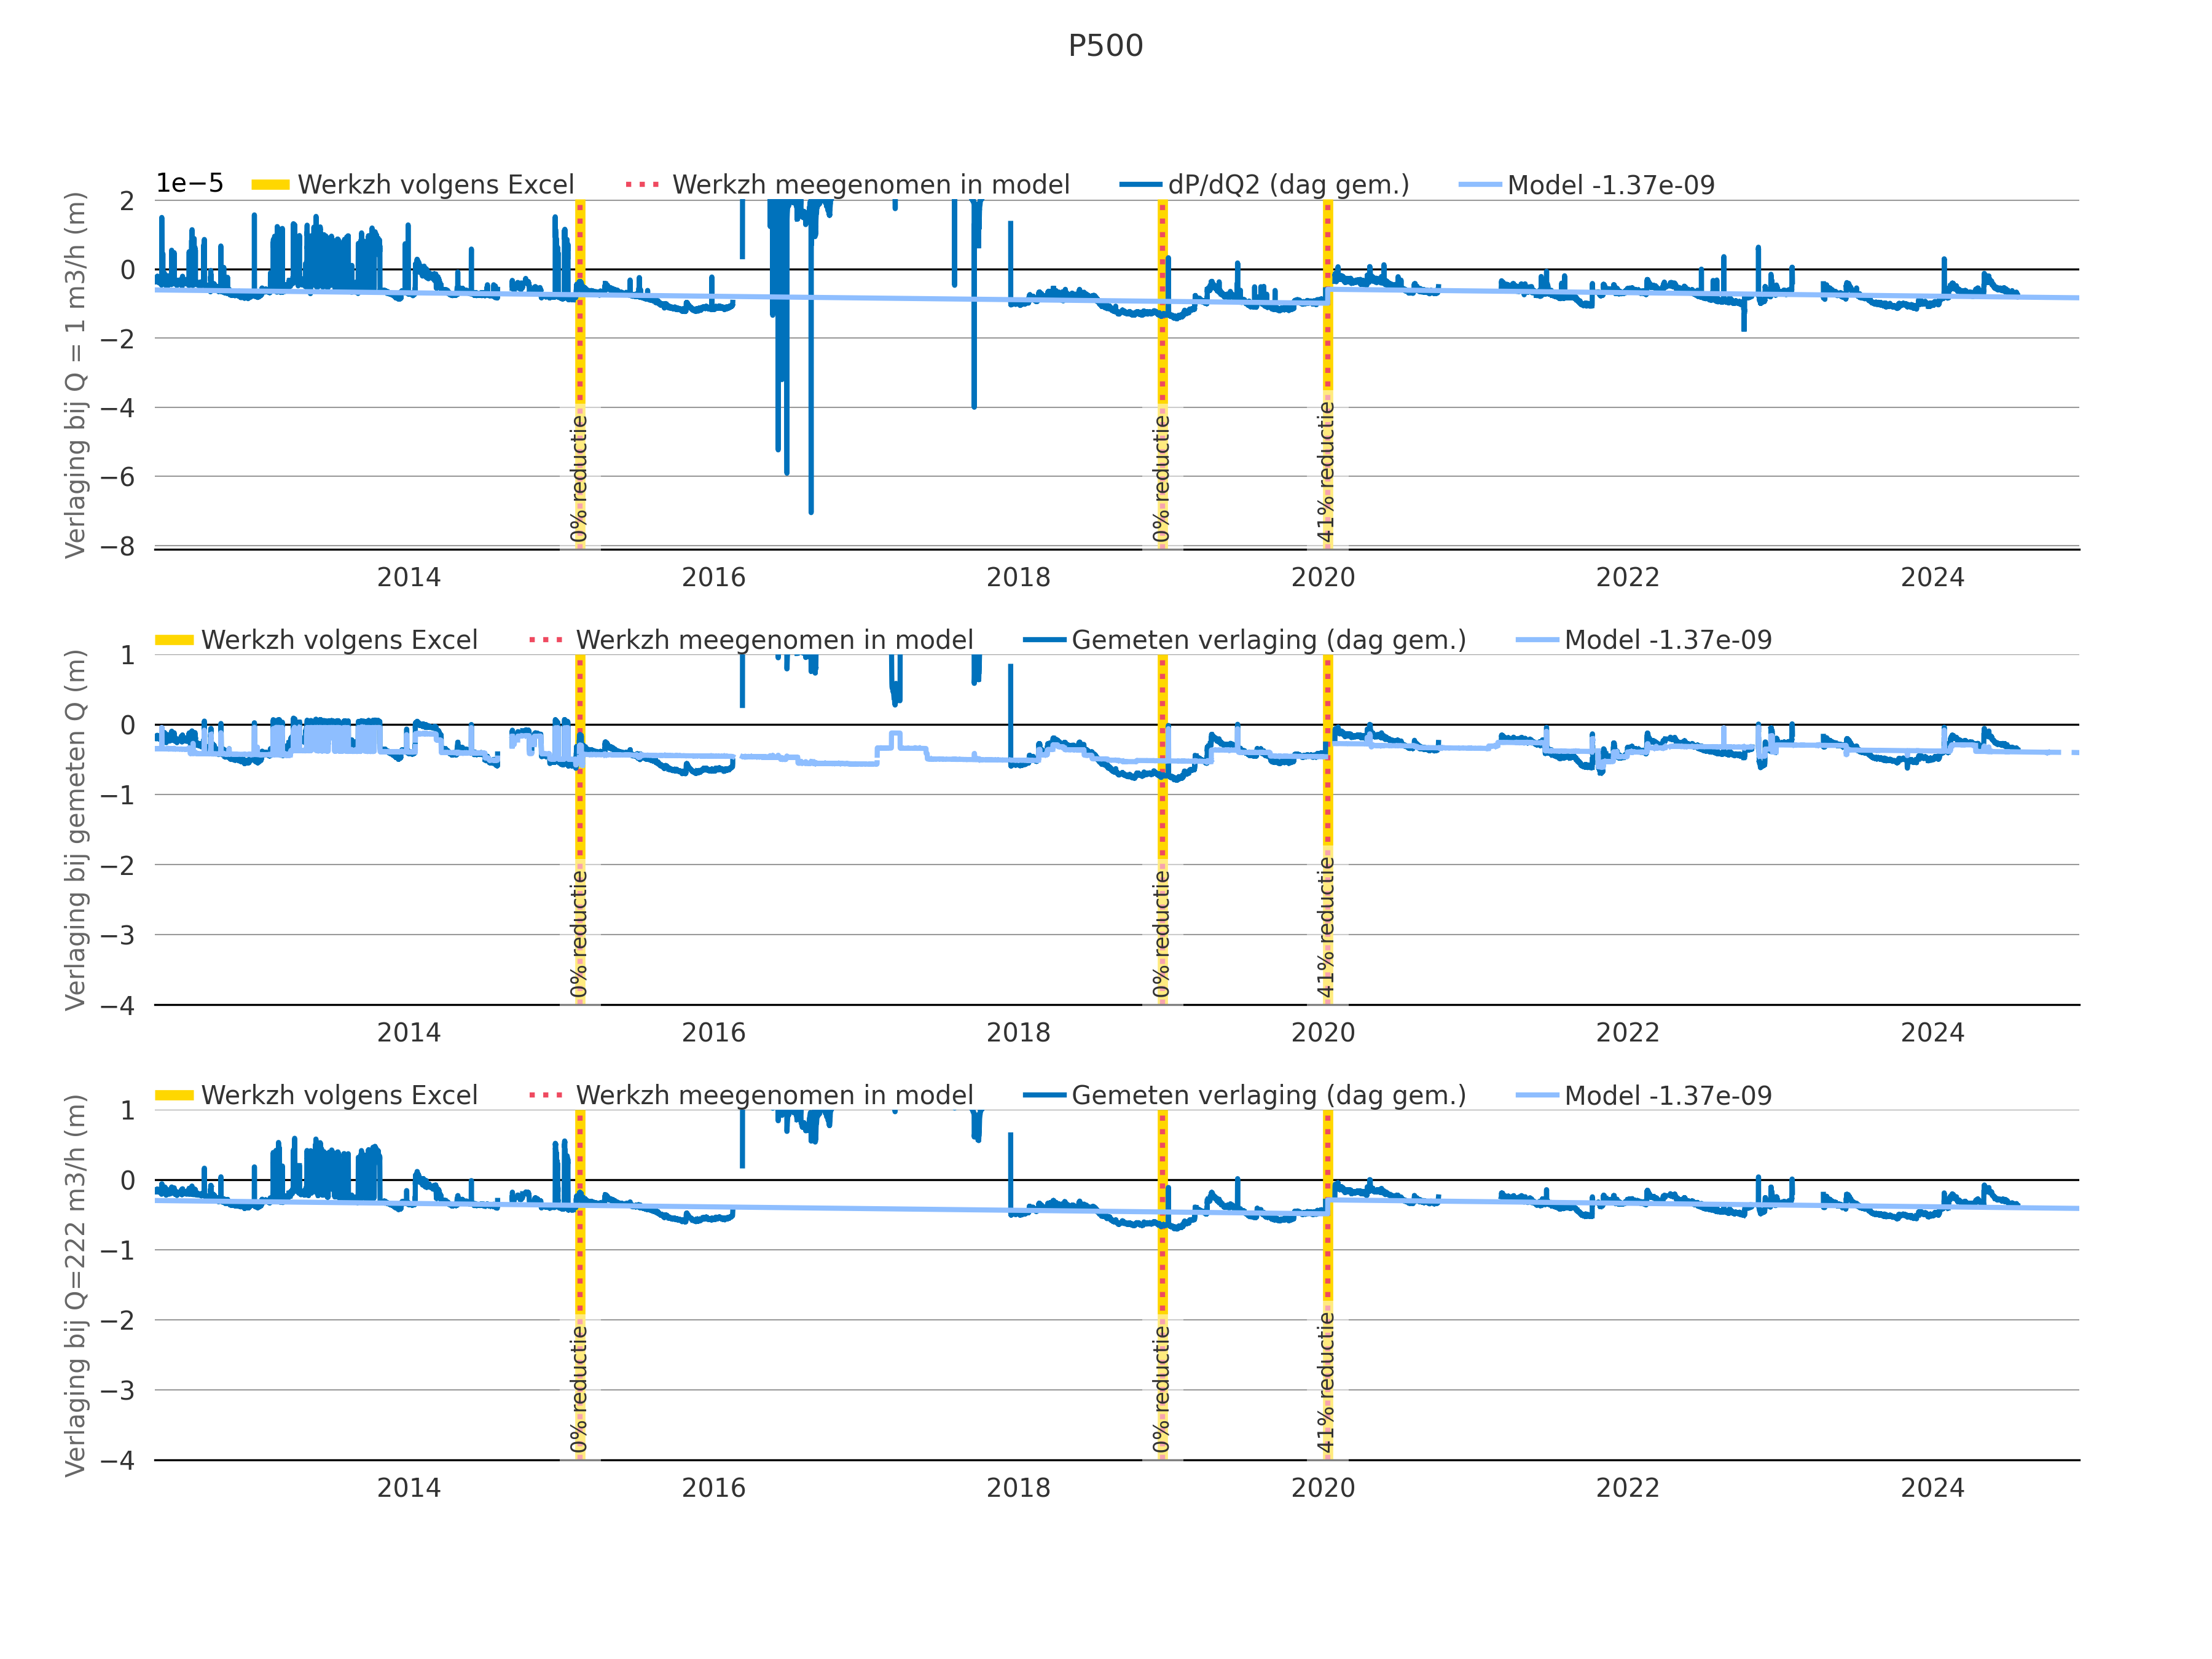 P500
1e−5
Werkzh volgens Excel
Werkzh meegenomen in model
dP/dQ2 (dag gem.)
Model -1.37e-09
Verlaging bij Q = 1 m3/h (m)
2
0
−2
−4
−6
−8
0% reductie
0% reductie
41% reductie
2014
2016
2018
2020
2022
2024
Werkzh volgens Excel
Werkzh meegenomen in model
Gemeten verlaging (dag gem.)
Model -1.37e-09
Verlaging bij gemeten Q (m)
1
0
−1
−2
−3
−4
0% reductie
0% reductie
41% reductie
2014
2016
2018
2020
2022
2024
Werkzh volgens Excel
Werkzh meegenomen in model
Gemeten verlaging (dag gem.)
Model -1.37e-09
Verlaging bij Q=222 m3/h (m)
1
0
−1
−2
−3
−4
0% reductie
0% reductie
41% reductie
2014
2016
2018
2020
2022
2024